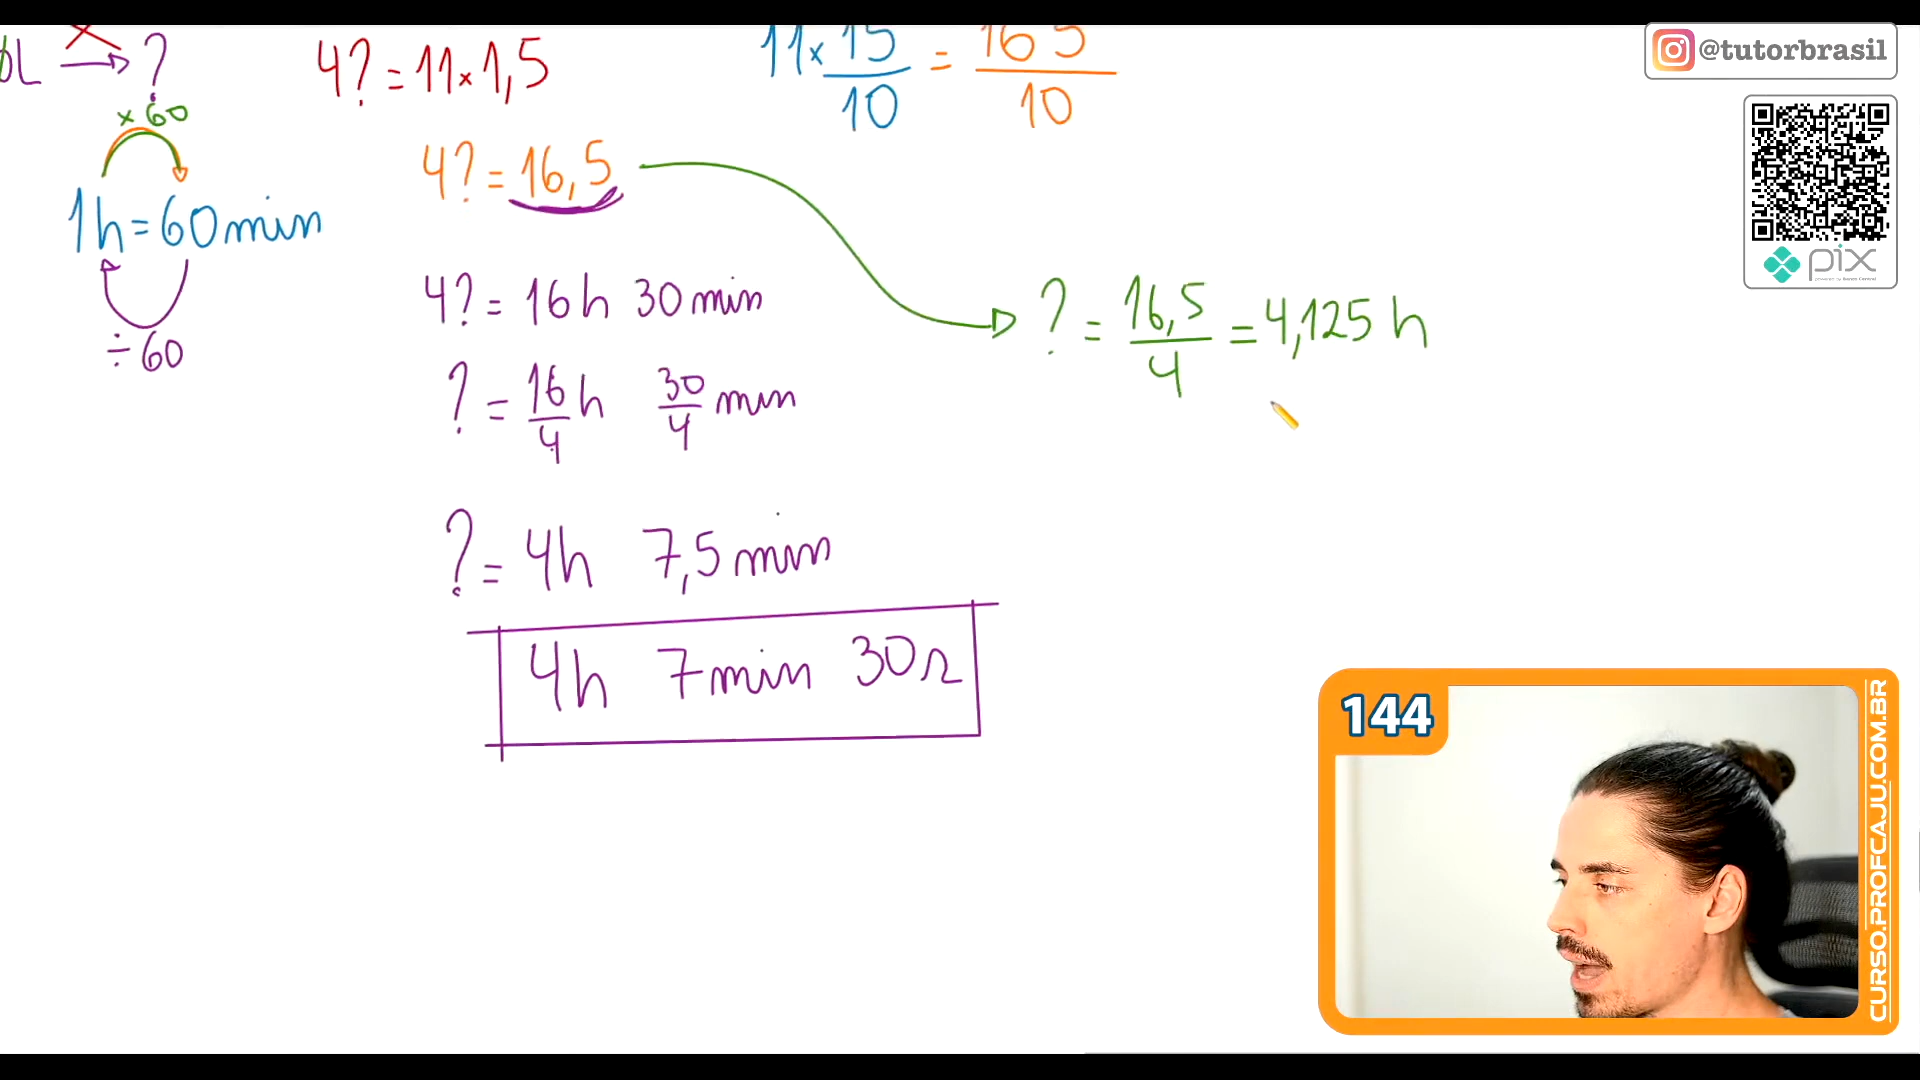 L → ?
4? = 11 × 1,5
11 × 15/10 = 165/10
@tutorbrasil
× 60
1h = 60 min
÷ 60
4? = 16,5
4? = 16h 30 min
? = 16/4 h 30/4 min
? = 16,5/4 = 4,125 h
? = 4h 7,5 min
4h 7min 30s
pix
144
CURSO.PROFCAJU.COM.BR